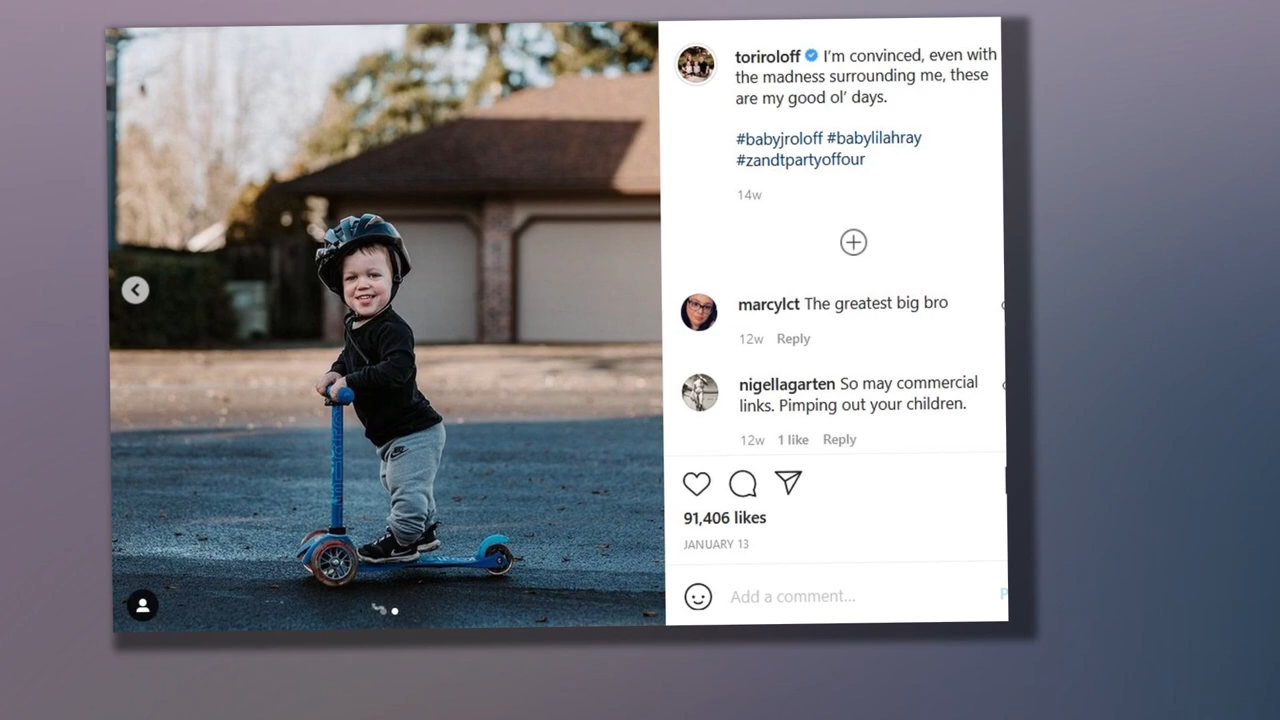 toriroloff I'm convinced, even with
the madness surrounding me, these
are my good ol' days.
#babyjroloff #babylilahray
#zandtpartyoffour
14w
marcylct The greatest big bro
12w Reply
nigellagarten So may commercial
links. Pimping out your children.
12w 1 like Reply
91,406 likes
JANUARY 13
Add a comment...